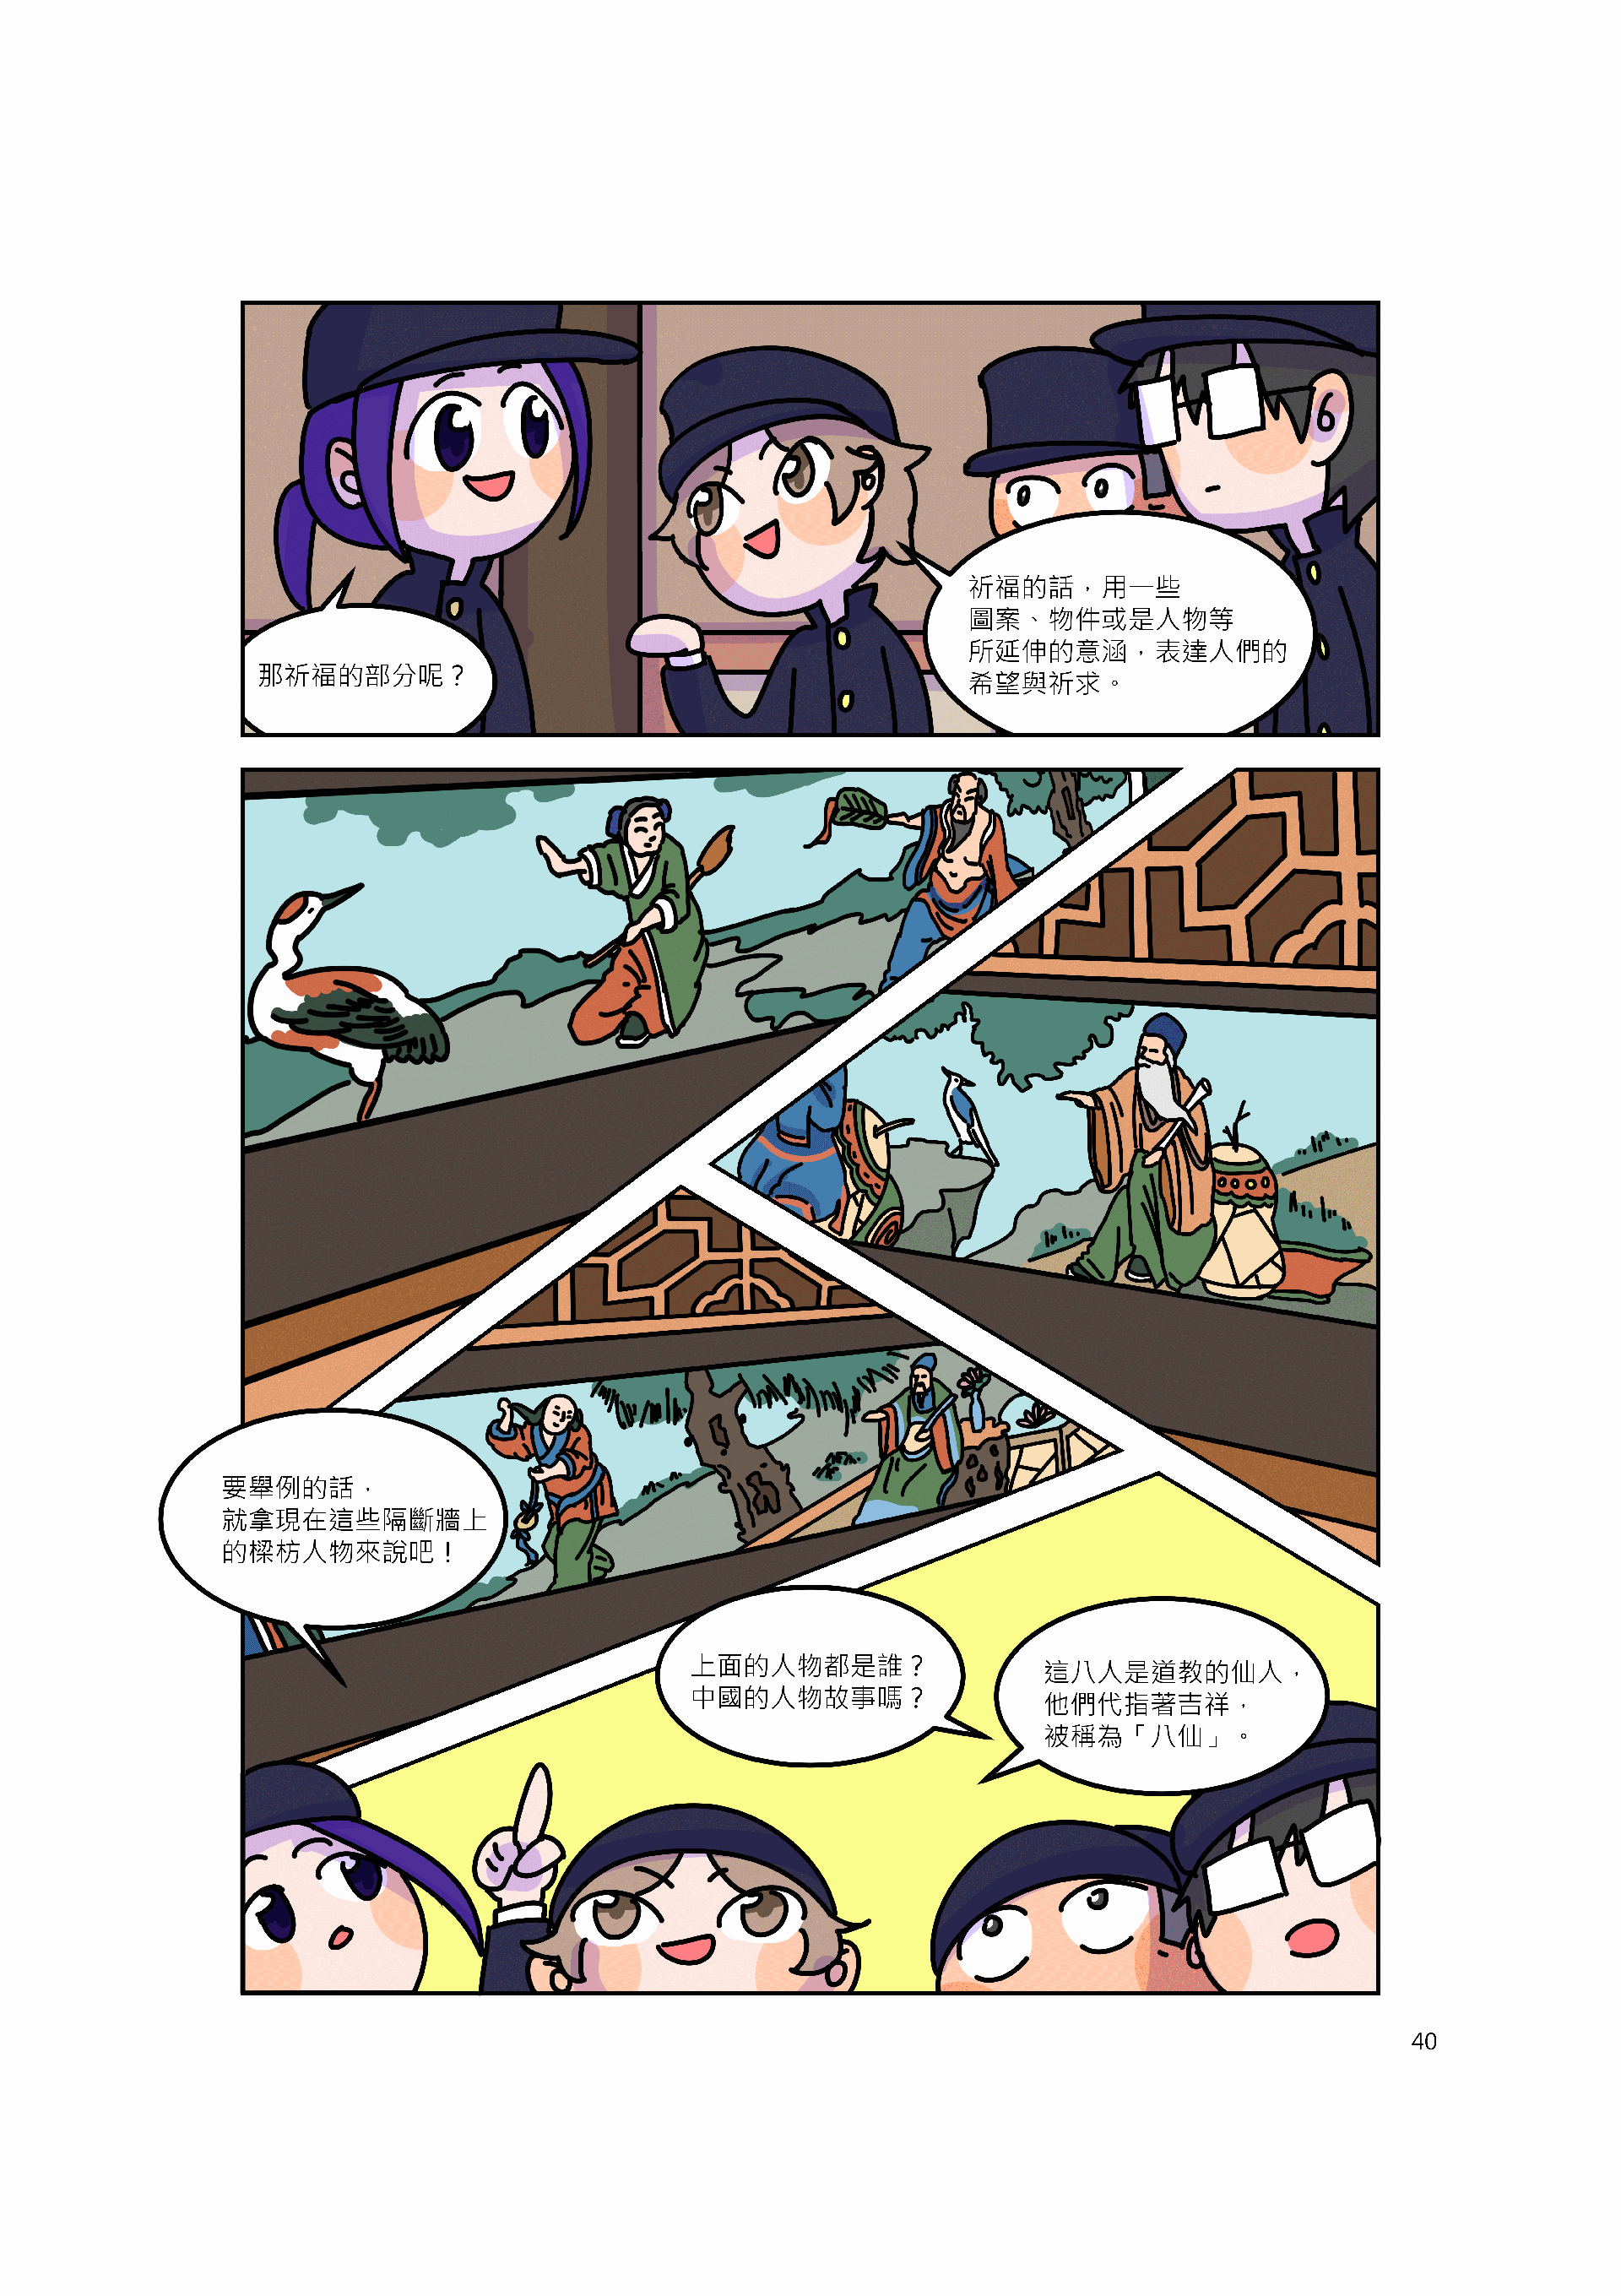 那祈福的部分呢？
祈福的話，用一些
圖案、物件或是人物等
所延伸的意涵，表達人們的
希望與祈求。
要舉例的話，
就拿現在這些隔斷牆上
的樑枋人物來說吧！
上面的人物都是誰？
中國的人物故事嗎？
這八人是道教的仙人，
他們代指著吉祥，
被稱為「八仙」。
40